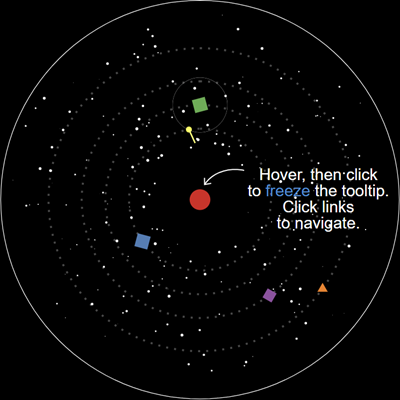 Hover, then click
to freeze the tooltip.
Click links
to navigate.